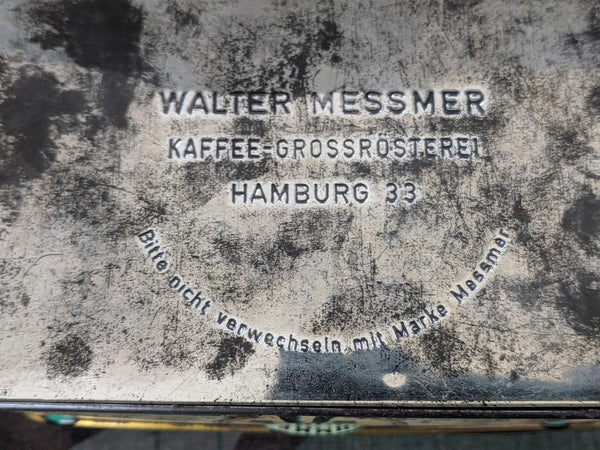 WALTER MESSMER
KAFFEE=GROSSRÖSTEREI
HAMBURG 33
Bitte nicht verwechseln mit Marke Messmer